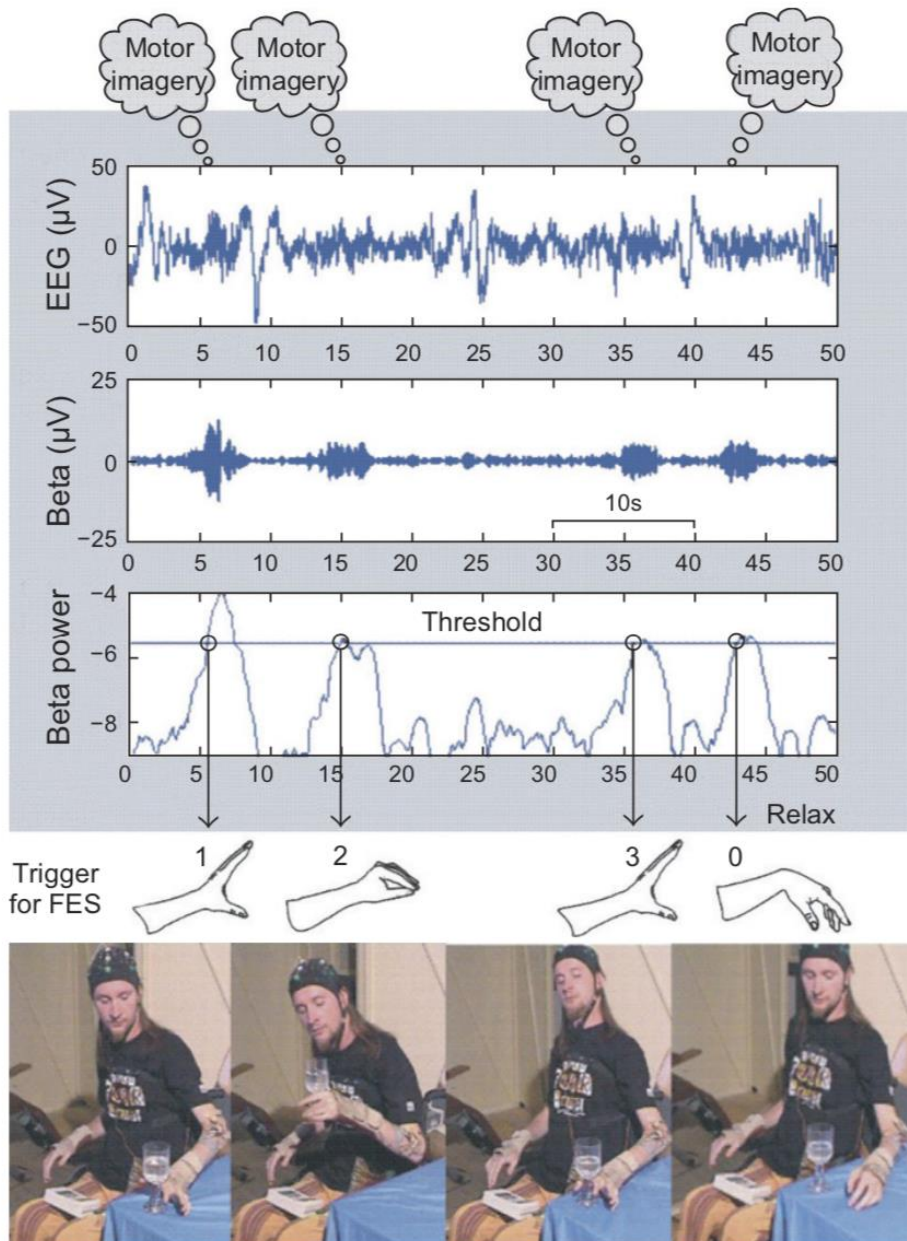 Motor imagery
Motor imagery
Motor imagery
Motor imagery
EEG (µV)
50
0
−50
0 5 10 15 20 25 30 35 40 45 50
Beta (µV)
25
0
−25
10s
0 5 10 15 20 25 30 35 40 45 50
Beta power
−4
−6
−8
Threshold
0 5 10 15 20 25 30 35 40 45 50
Relax
1 2 3 0
Trigger
for FES